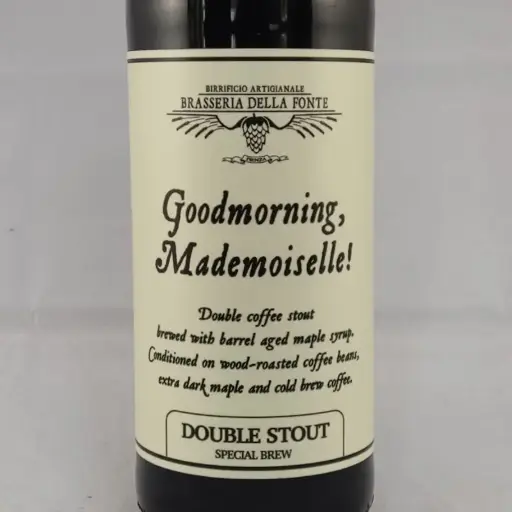 BIRRIFICIO ARTIGIANALE
BRASSERIA DELLA FONTE
Goodmorning,
Mademoiselle!
Double coffee stout
brewed with barrel aged maple syrup.
Conditioned on wood-roasted coffee beans,
extra dark maple and cold brew coffee.
DOUBLE STOUT
SPECIAL BREW